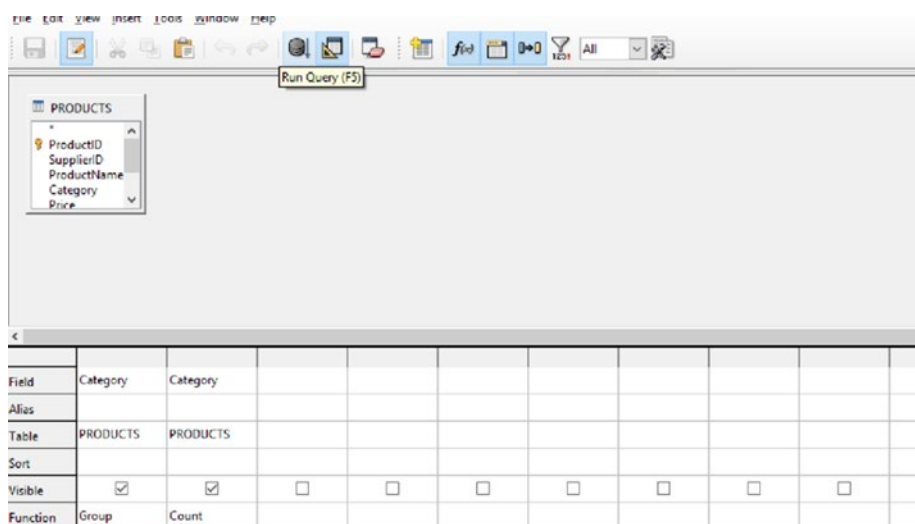 File Edit View Insert Tools Window Help
All
Run Query (F5)
PRODUCTS
*
ProductID
SupplierID
ProductName
Category
Price
Field Category Category
Alias
Table PRODUCTS PRODUCTS
Sort
Visible
Function Group Count